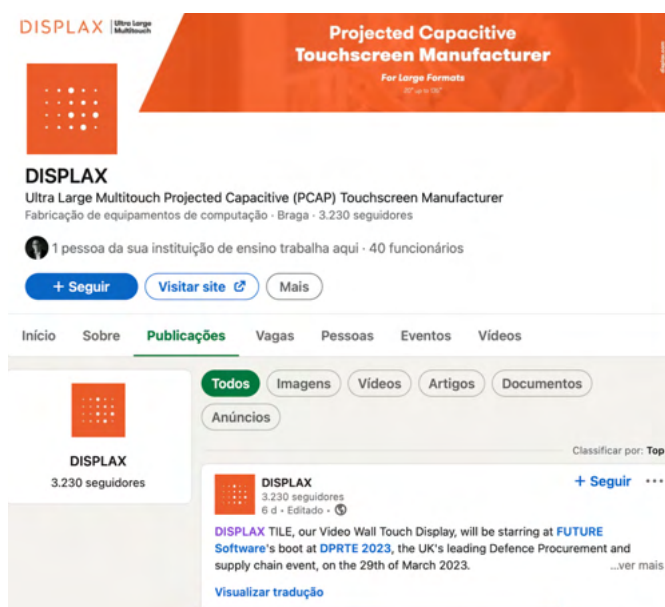 DISPLAX Ultra Large
Multitouch
Projected Capacitive
Touchscreen Manufacturer
For Large Formats
DISPLAX
Ultra Large Multitouch Projected Capacitive (PCAP) Touchscreen Manufacturer
Fabricação de equipamentos de computação · Braga · 3.230 seguidores
1 pessoa da sua instituição de ensino trabalha aqui · 40 funcionários
+ Seguir Visitar site Mais
Início Sobre Publicações Vagas Pessoas Eventos Vídeos
Todos Imagens Vídeos Artigos Documentos
Anúncios
DISPLAX
3.230 seguidores
Classificar por: Top
DISPLAX + Seguir ···
3.230 seguidores
6 d • Editado •
DISPLAX TILE, our Video Wall Touch Display, will be starring at FUTURE
Software's boot at DPRTE 2023, the UK's leading Defence Procurement and
supply chain event, on the 29th of March 2023. ...ver mais
Visualizar tradução